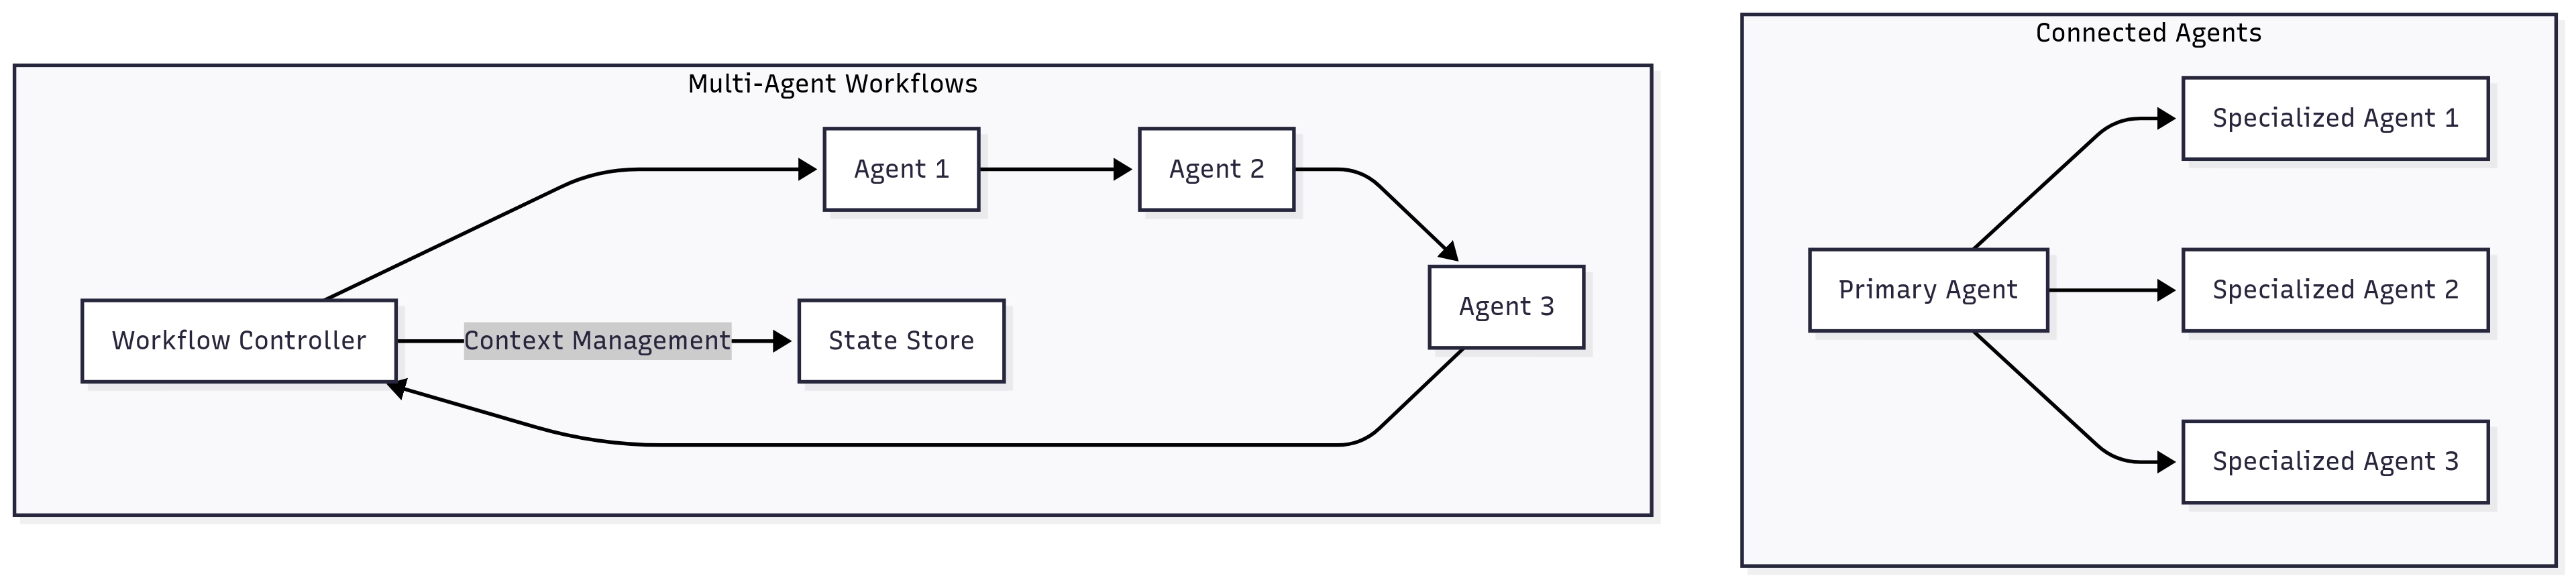 Multi-Agent Workflows
Agent 1
Agent 2
Agent 3
Workflow Controller
Context Management
State Store
Connected Agents
Specialized Agent 1
Primary Agent
Specialized Agent 2
Specialized Agent 3